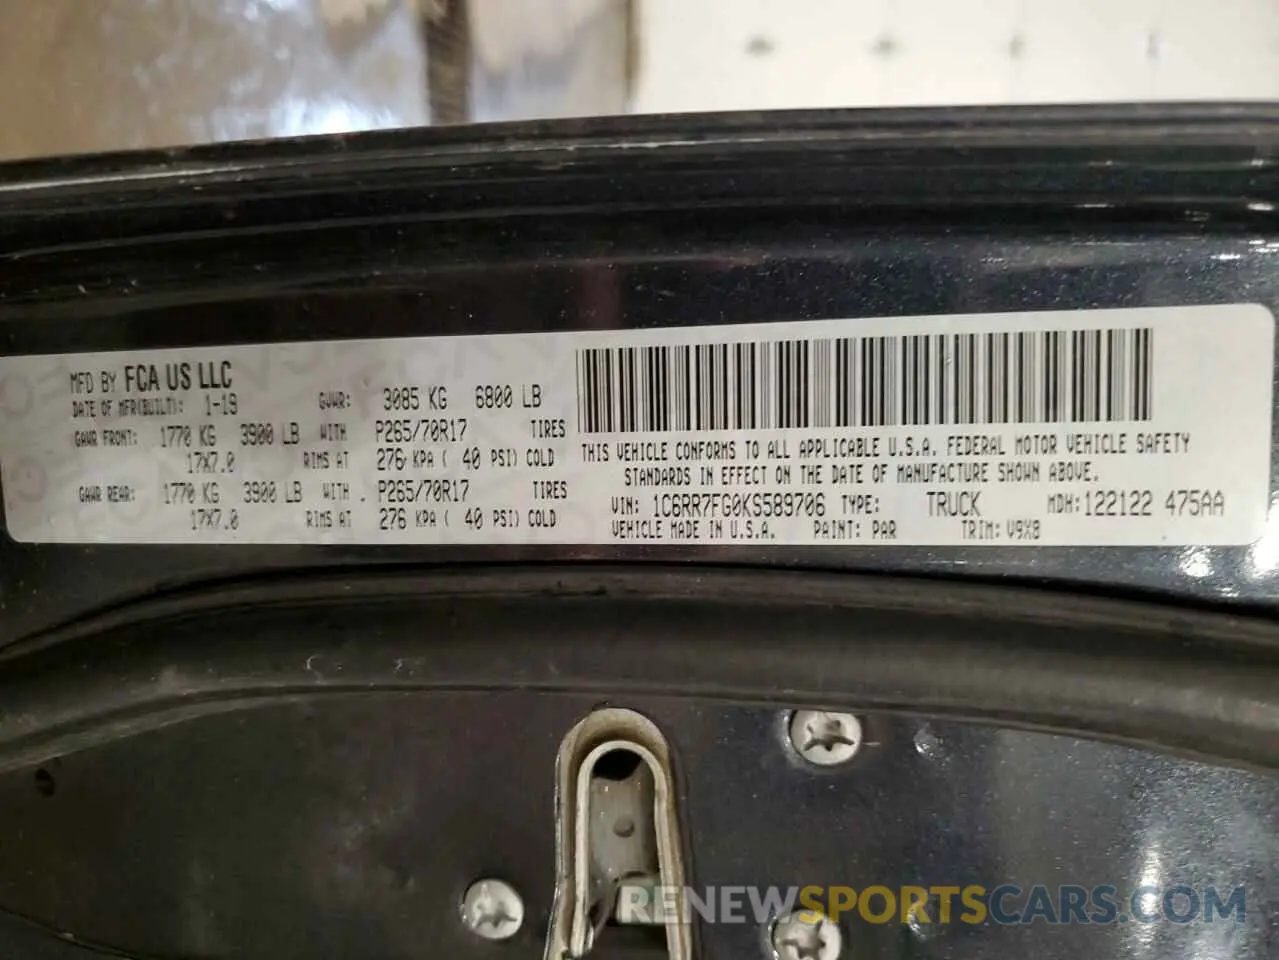 MFD BY FCA US LLC
DATE OF MFR(BUILT): 1-19 GVWR: 3085 KG 6800 LB
GAWR FRONT: 1770 KG 3900 LB WITH P265/70R17 TIRES
17X7.0 RIMS AT 276 KPA ( 40 PSI) COLD
GAWR REAR: 1770 KG 3900 LB WITH P265/70R17 TIRES
17X7.0 RIMS AT 276 KPA ( 40 PSI) COLD
THIS VEHICLE CONFORMS TO ALL APPLICABLE U.S.A. FEDERAL MOTOR VEHICLE SAFETY
STANDARDS IN EFFECT ON THE DATE OF MANUFACTURE SHOWN ABOVE.
VIN: 1C6RR7FG0KS589706 TYPE: TRUCK MDH: 122122 475AA
VEHICLE MADE IN U.S.A. PAINT: PAR TRIM: V9X8
RENEWSPORTSCARS.COM